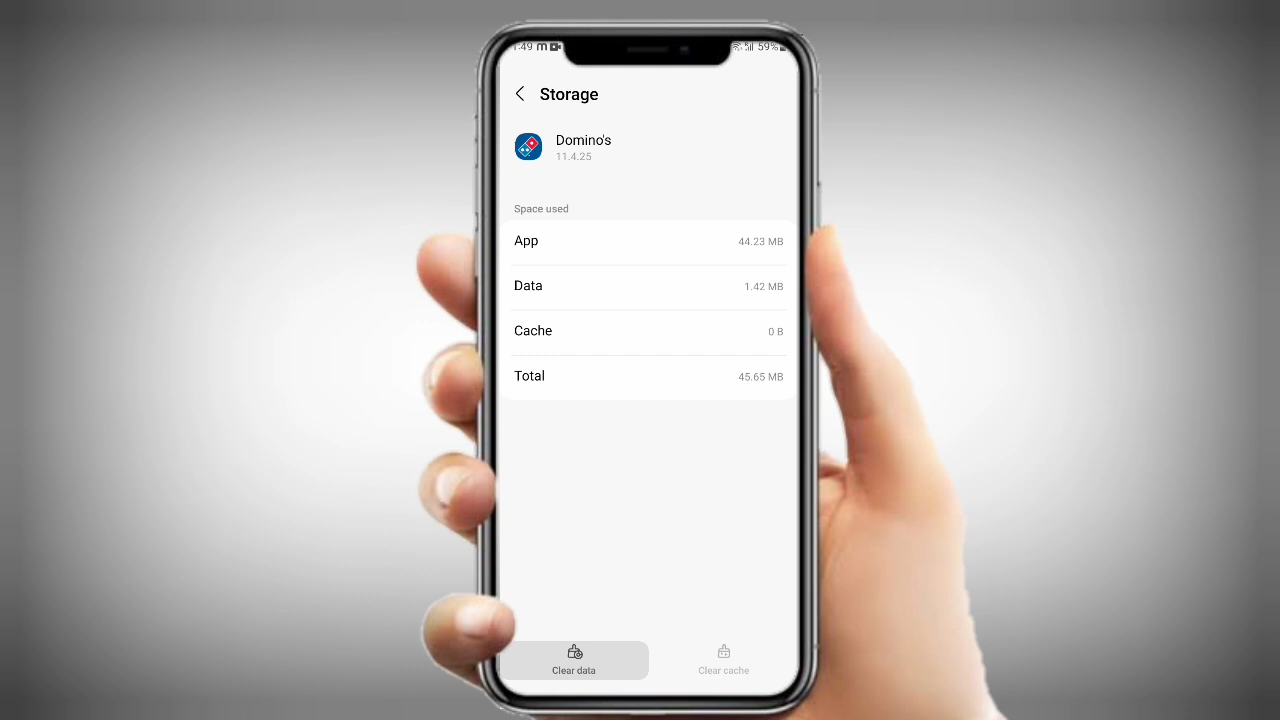 1:49 m 59%
Storage
Domino's
11.4.25
Space used
App 44.23 MB
Data 1.42 MB
Cache 0 B
Total 45.65 MB
Clear data Clear cache